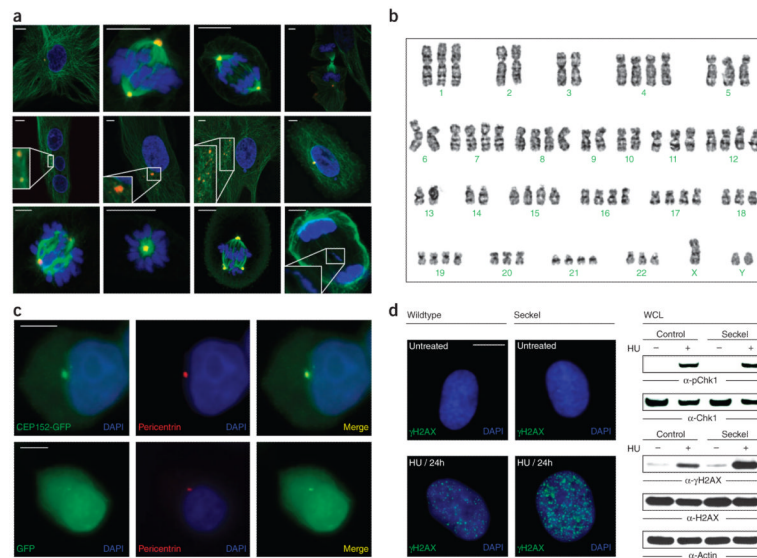 a
b
1 2 3 4 5
6 7 8 9 10 11 12
13 14 15 16 17 18
19 20 21 22 X Y
c
CEP152-GFP DAPI Pericentrin DAPI Merge
GFP Pericentrin DAPI Merge
d
Wildtype Seckel
Untreated Untreated
γH2AX DAPI γH2AX DAPI
HU / 24h HU / 24h
γH2AX DAPI γH2AX DAPI
WCL
Control Seckel
HU − + − +
α-pChk1
α-Chk1
Control Seckel
− + − +
α-γH2AX
α-H2AX
α-Actin